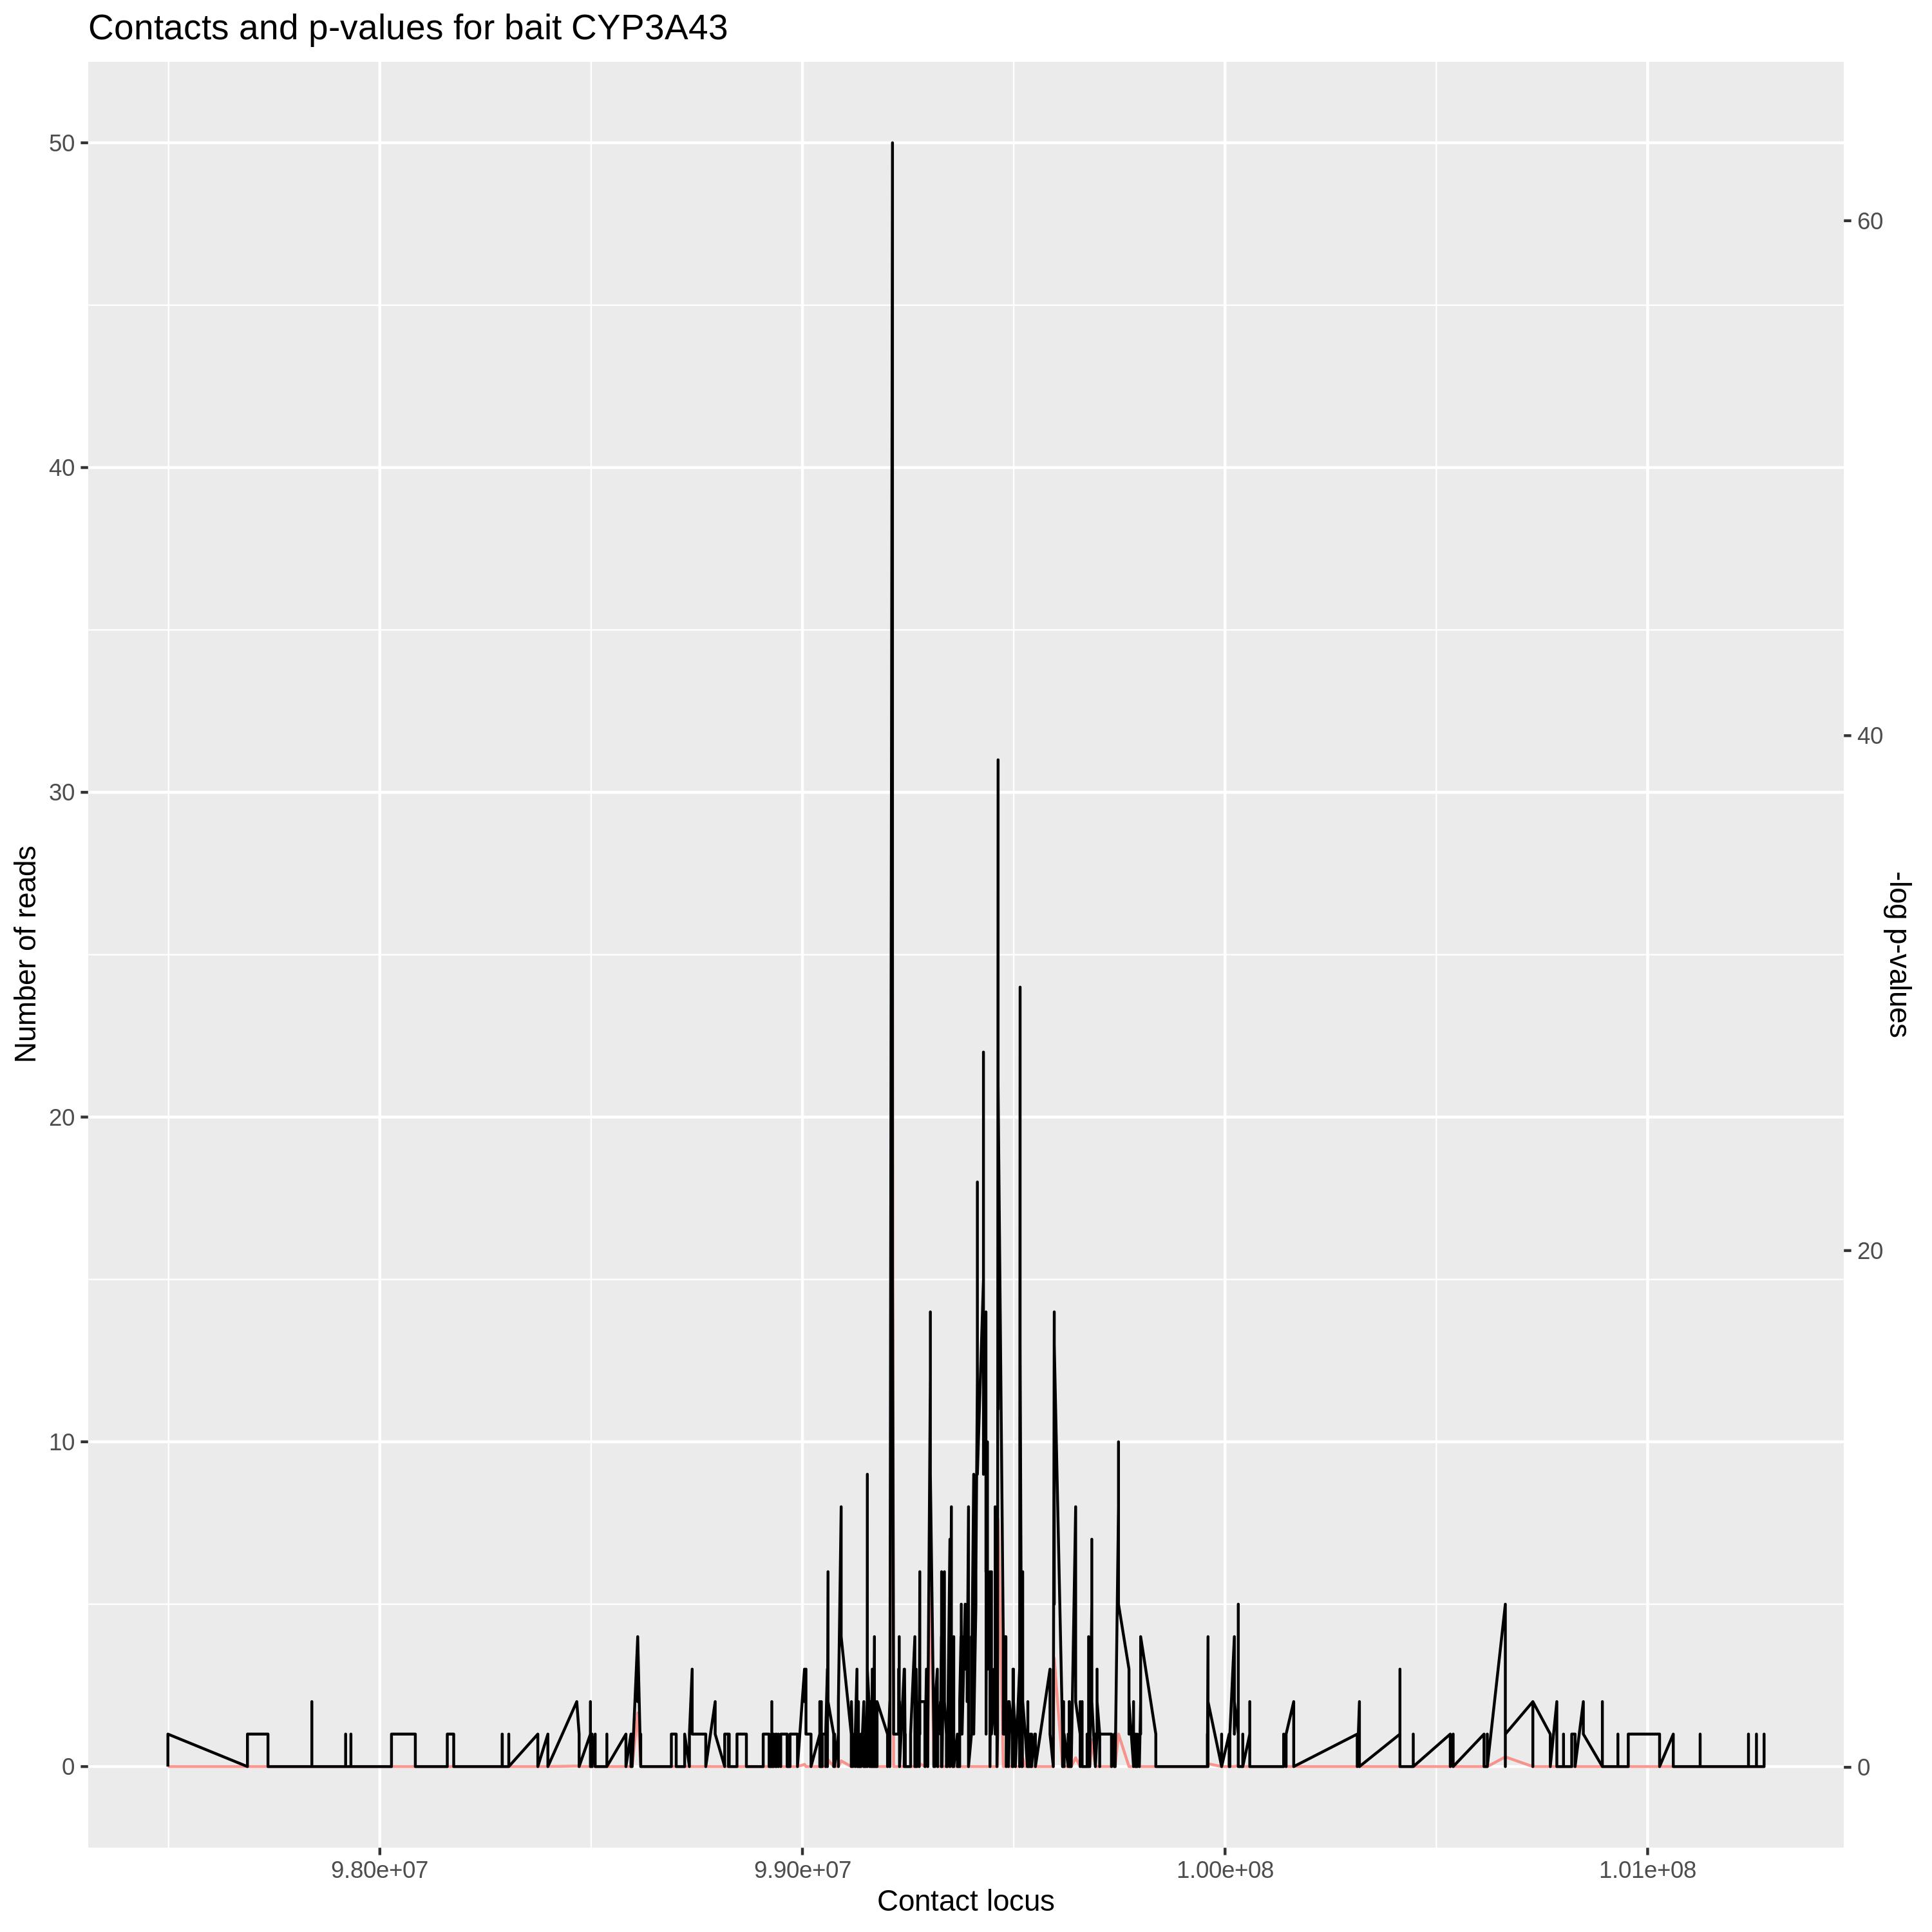 Contacts and p-values for bait CYP3A43
50
40
30
20
10
0
Number of reads
60
40
20
0
-log p-values
9.80e+07
9.90e+07
1.00e+08
1.01e+08
Contact locus